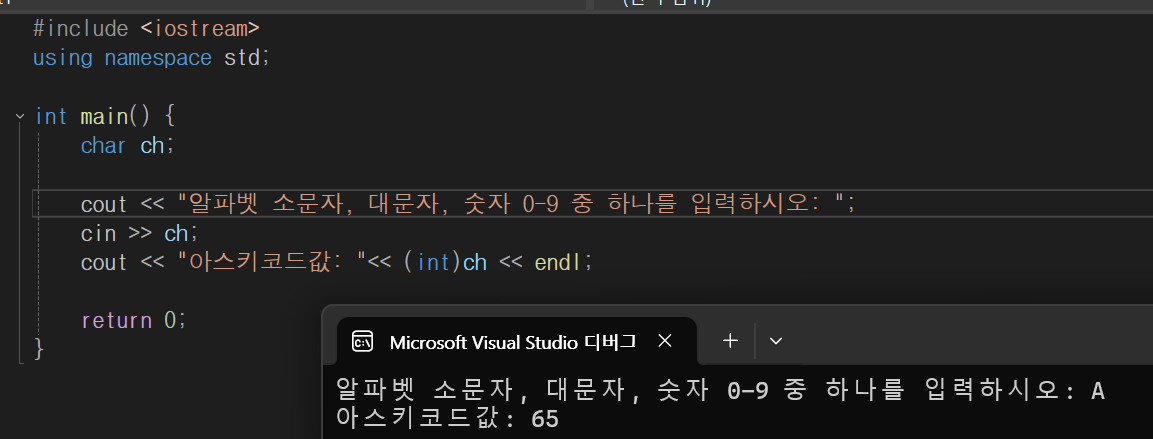 #include <iostream>
using namespace std;
int main() {
char ch;
cout << "알파벳 소문자, 대문자, 숫자 0-9 중 하나를 입력하시오: ";
cin >> ch;
cout << "아스키코드값: "<< (int)ch << endl;
return 0;
}
Microsoft Visual Studio 디버그
알파벳 소문자, 대문자, 숫자 0-9 중 하나를 입력하시오: A
아스키코드값: 65